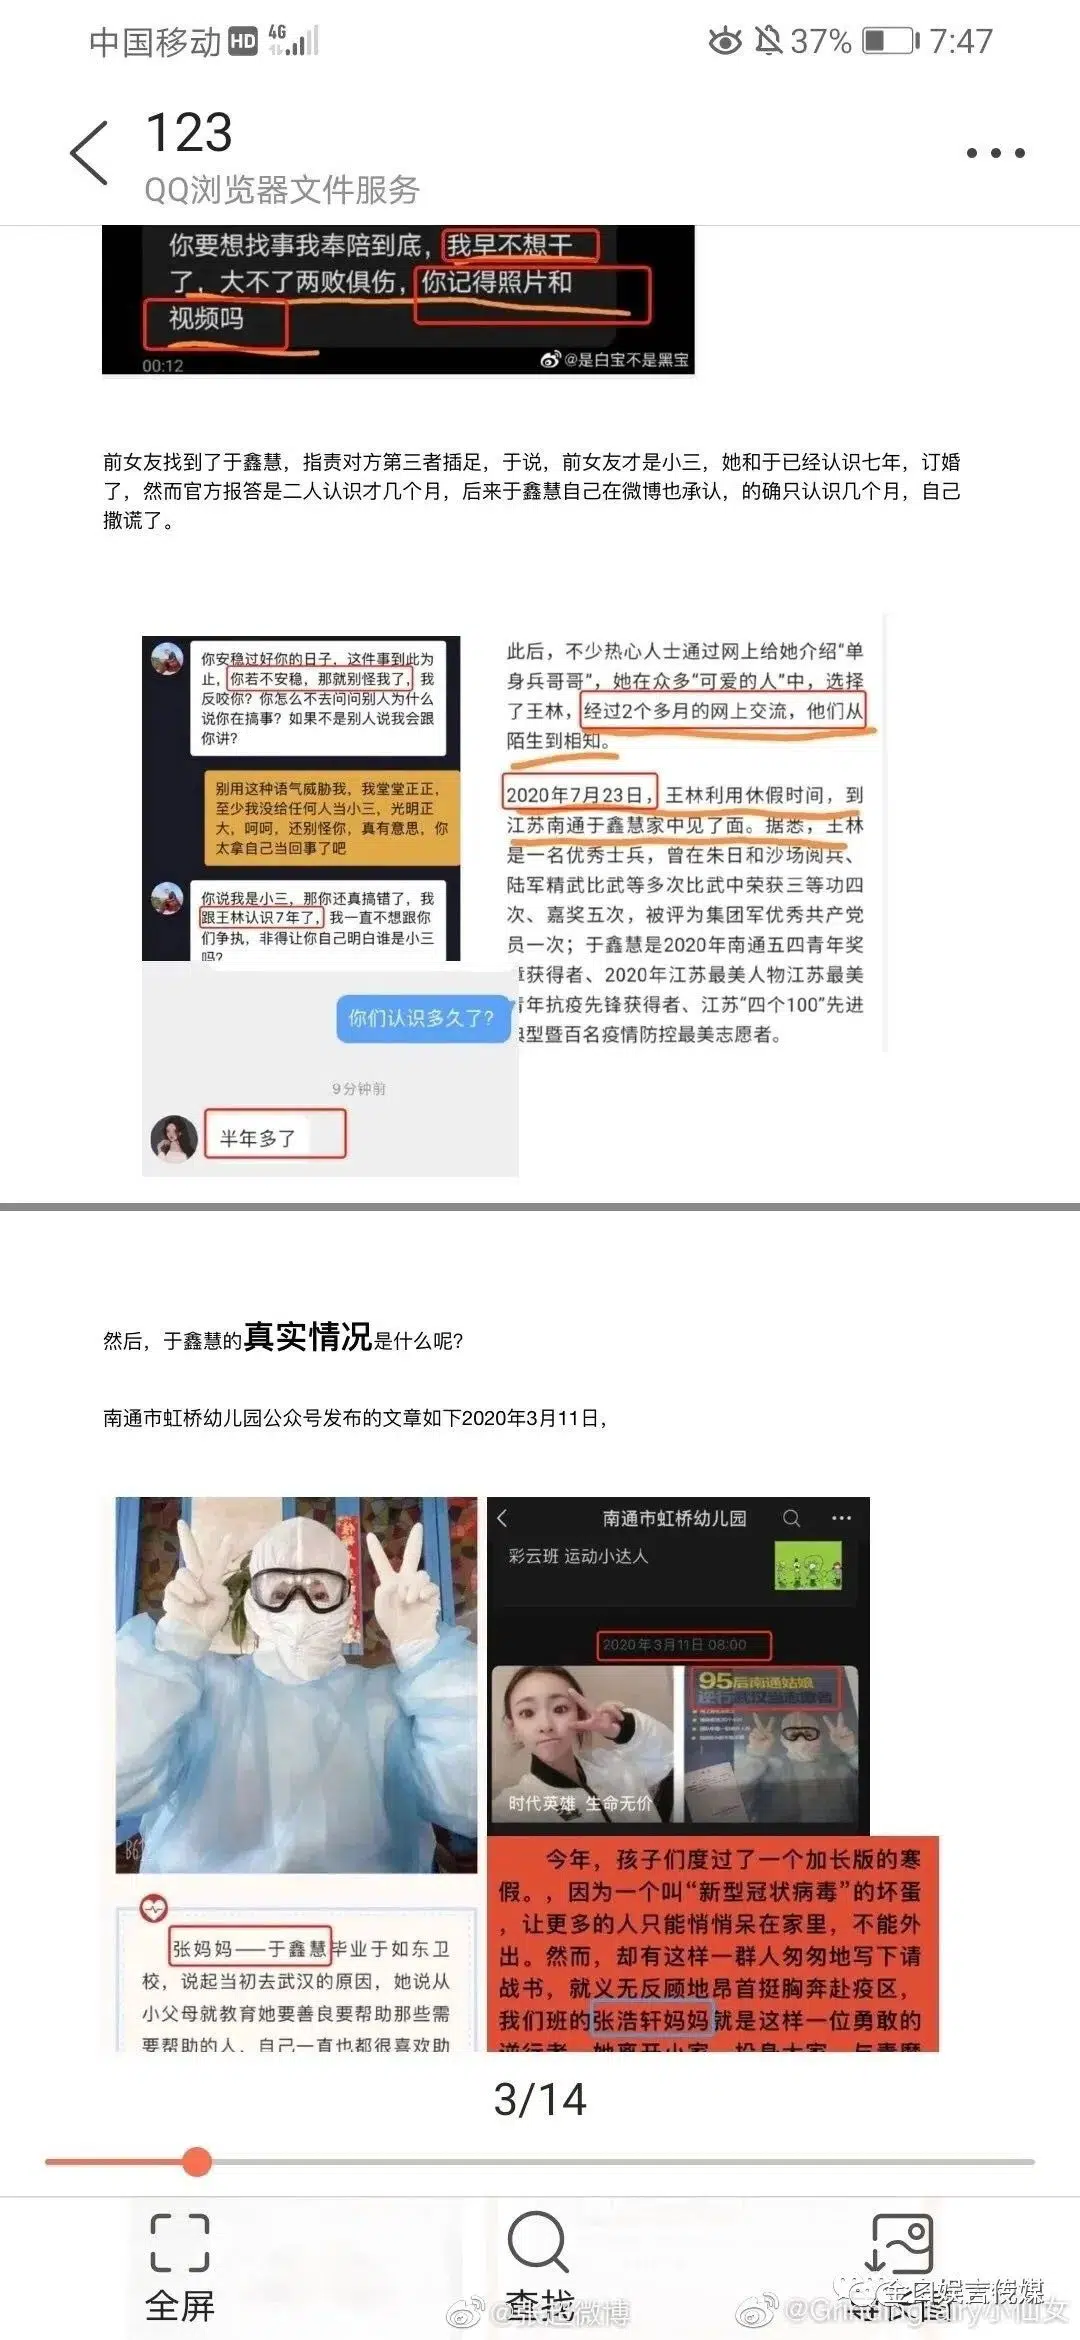 中国移动 HD 4G 37% 7:47
123
QQ浏览器文件服务
你要想找事我奉陪到底，我早不想干
了，大不了两败俱伤，你记得照片和
视频吗
00:12
@是白宝不是黑宝
前女友找到了于鑫慧，指责对方第三者插足，于说，前女友才是小三，她和于已经认识七年，订婚
了，然而官方报答是二人认识才几个月，后来于鑫慧自己在微博也承认，的确只认识几个月，自己
撒谎了。
你安稳过好你的日子，这件事到此为
止，你若不安稳，那就别怪我了，我
反咬你？你怎么不去问问别人为什么
说你在搞事？如果不是别人说我会跟
你讲？
别用这种语气威胁我，我堂堂正正，
至少我没给任何人当小三，光明正
大，呵呵，还别怪你，真有意思，你
太拿自己当回事了吧
你说我是小三，那你还真搞错了，我
跟王林认识7年了，我一直不想跟你
们争执，非得让你自己明白谁是小三
吗？
你们认识多久了？
9分钟前
半年多了
此后，不少热心人士通过网上给她介绍“单
身兵哥哥”，她在众多“可爱的人”中，选择
了王林，经过2个多月的网上交流，他们从
陌生到相知。
2020年7月23日，王林利用休假时间，到
江苏南通于鑫慧家中见了面。据悉，王林
是一名优秀士兵，曾在朱日和沙场阅兵、
陆军精武比武等多次比武中荣获三等功四
次、嘉奖五次，被评为集团军优秀共产党
员一次；于鑫慧是2020年南通五四青年奖
获得者、2020年江苏最美人物江苏最美
年抗疫先锋获得者、江苏“四个100”先进
型暨百名疫情防控最美志愿者。
然后，于鑫慧的真实情况是什么呢？
南通市虹桥幼儿园公众号发布的文章如下2020年3月11日，
南通市虹桥幼儿园
彩云班 运动小达人
2020年3月11日 08:00
95后南通姑娘
逆行武汉当志愿者
时代英雄 生命无价
张妈妈——于鑫慧毕业于如东卫
校，说起当初去武汉的原因，她说从
小父母就教育她要善良要帮助那些需
要帮助的人，自己一直也都很喜欢助
今年，孩子们度过了一个加长版的寒
假。，因为一个叫“新型冠状病毒”的坏蛋
，让更多的人只能悄悄呆在家里，不能外
出。然而，却有这样一群人匆匆地写下请
战书，就义无反顾地昂首挺胸奔赴疫区，
我们班的张浩轩妈妈就是这样一位勇敢的
逆行者，她离开小家，投身大家，与毒魔
3/14
全屏
查找